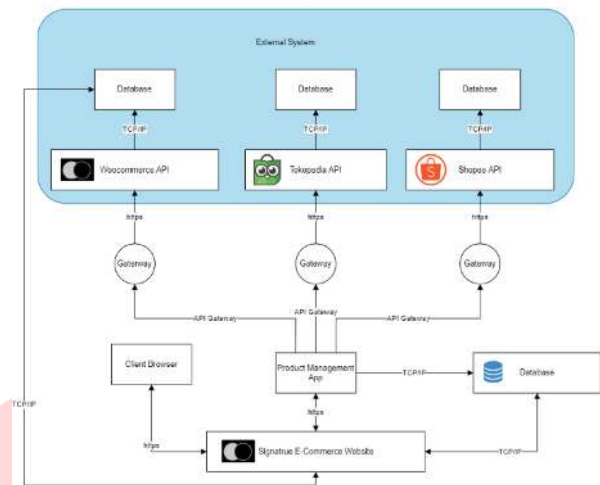 External System
Database
Database
Database
TCP/IP
TCP/IP
TCP/IP
Woocommerce API
Tokopedia API
Shopee API
https
https
https
Gateway
Gateway
Gateway
API Gateway
API Gateway
API Gateway
Client Browser
Product Management
App
TCP/IP
Database
TCP/IP
https
https
TCP/IP
Signatrue E-Commerce Website